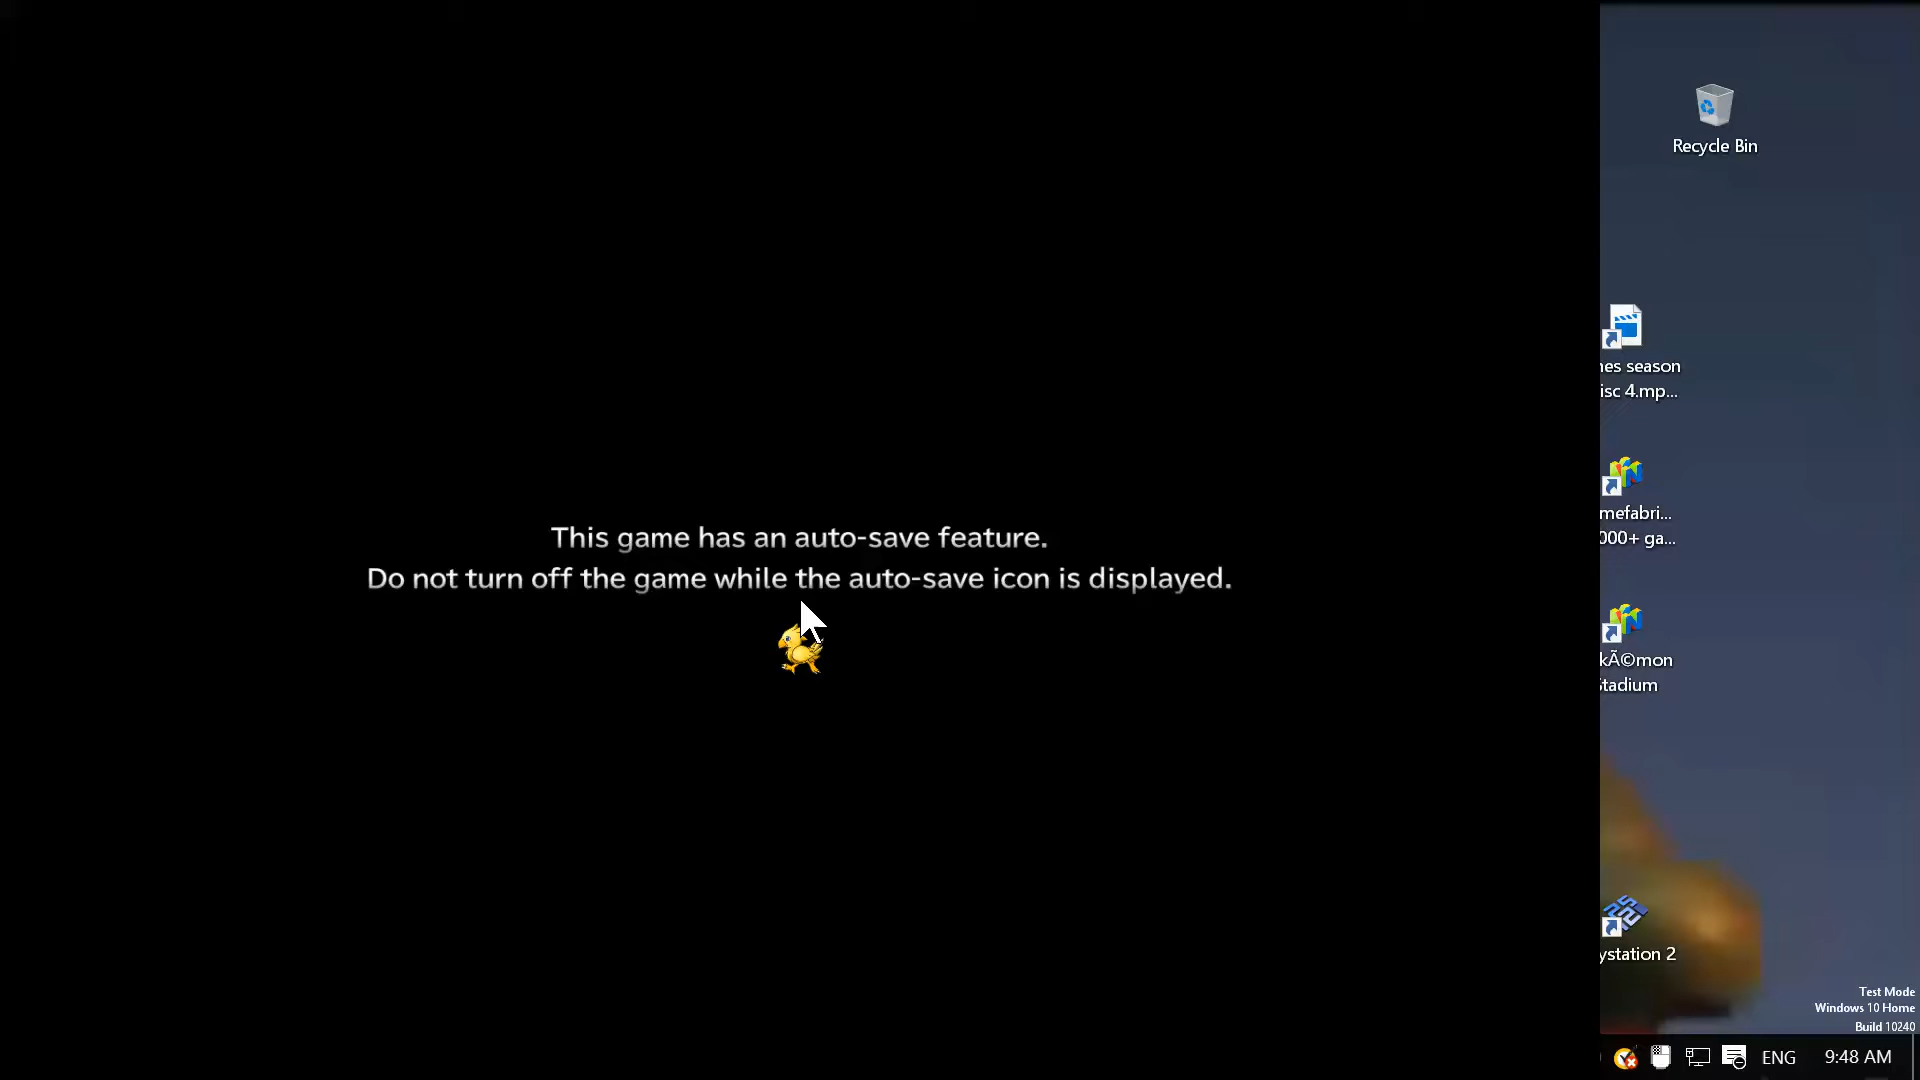 This game has an auto-save feature.
Do not turn off the game while the auto-save icon is displayed.
Recycle Bin
nes season
isc 4.mp...
mefabri...
000+ ga...
kÃ©mon
Stadium
ystation 2
Test Mode
Windows 10 Home
Build 10240
ENG
9:48 AM